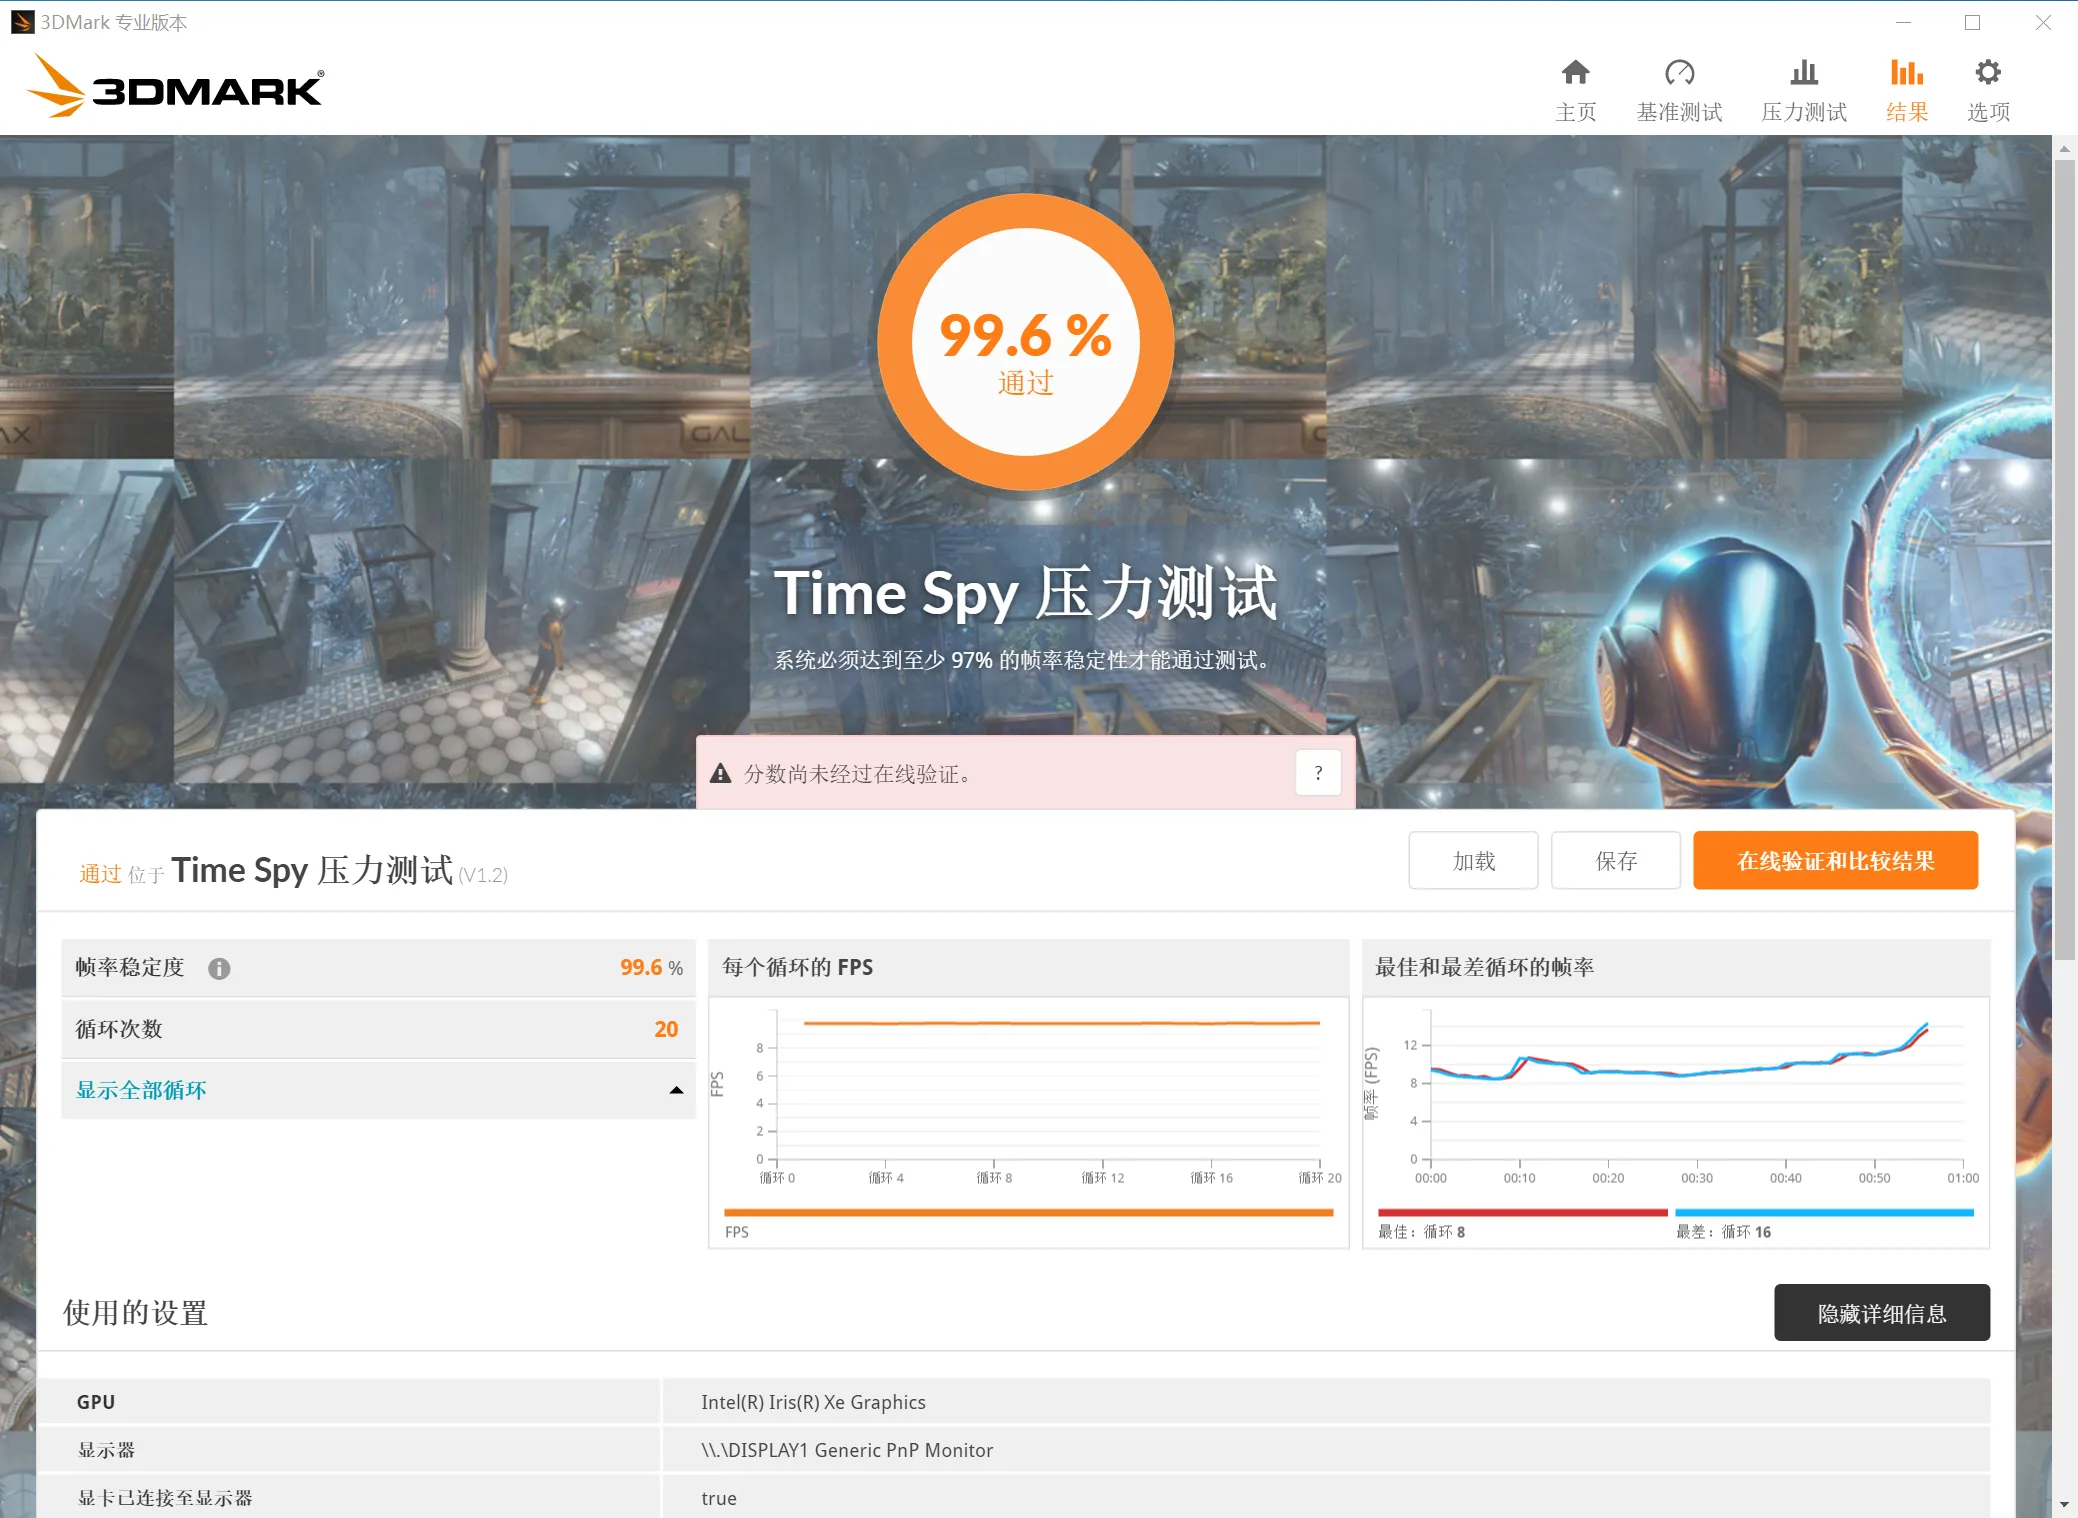 3DMark 专业版本
3DMARK®
主页
基准测试
压力测试
结果
选项
AX
GAL
99.6 %
通过
Time Spy 压力测试
系统必须达到至少 97% 的帧率稳定性才能通过测试。
分数尚未经过在线验证。
?
通过 位于 Time Spy 压力测试 (V1.2)
加载
保存
在线验证和比较结果
帧率稳定度 99.6 %
循环次数 20
显示全部循环
每个循环的 FPS
FPS
8
6
4
2
0
循环 0 循环 4 循环 8 循环 12 循环 16 循环 20
FPS
最佳和最差循环的帧率
帧率 (FPS)
12
8
4
0
00:00 00:10 00:20 00:30 00:40 00:50 01:00
最佳：循环 8
最差：循环 16
使用的设置
隐藏详细信息
GPU Intel(R) Iris(R) Xe Graphics
显示器 \\.\DISPLAY1 Generic PnP Monitor
显卡已连接至显示器 true